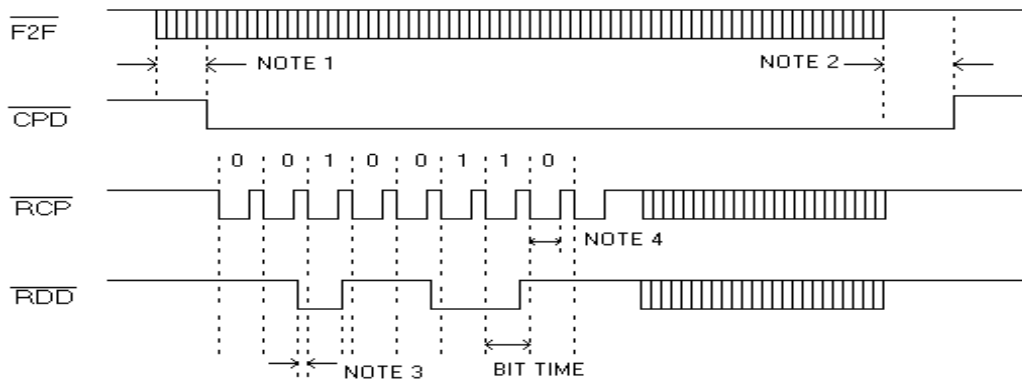 F2F
NOTE 1
NOTE 2
CPD
0 0 1 0 0 1 1 0
RCP
NOTE 4
RDD
NOTE 3
BIT TIME